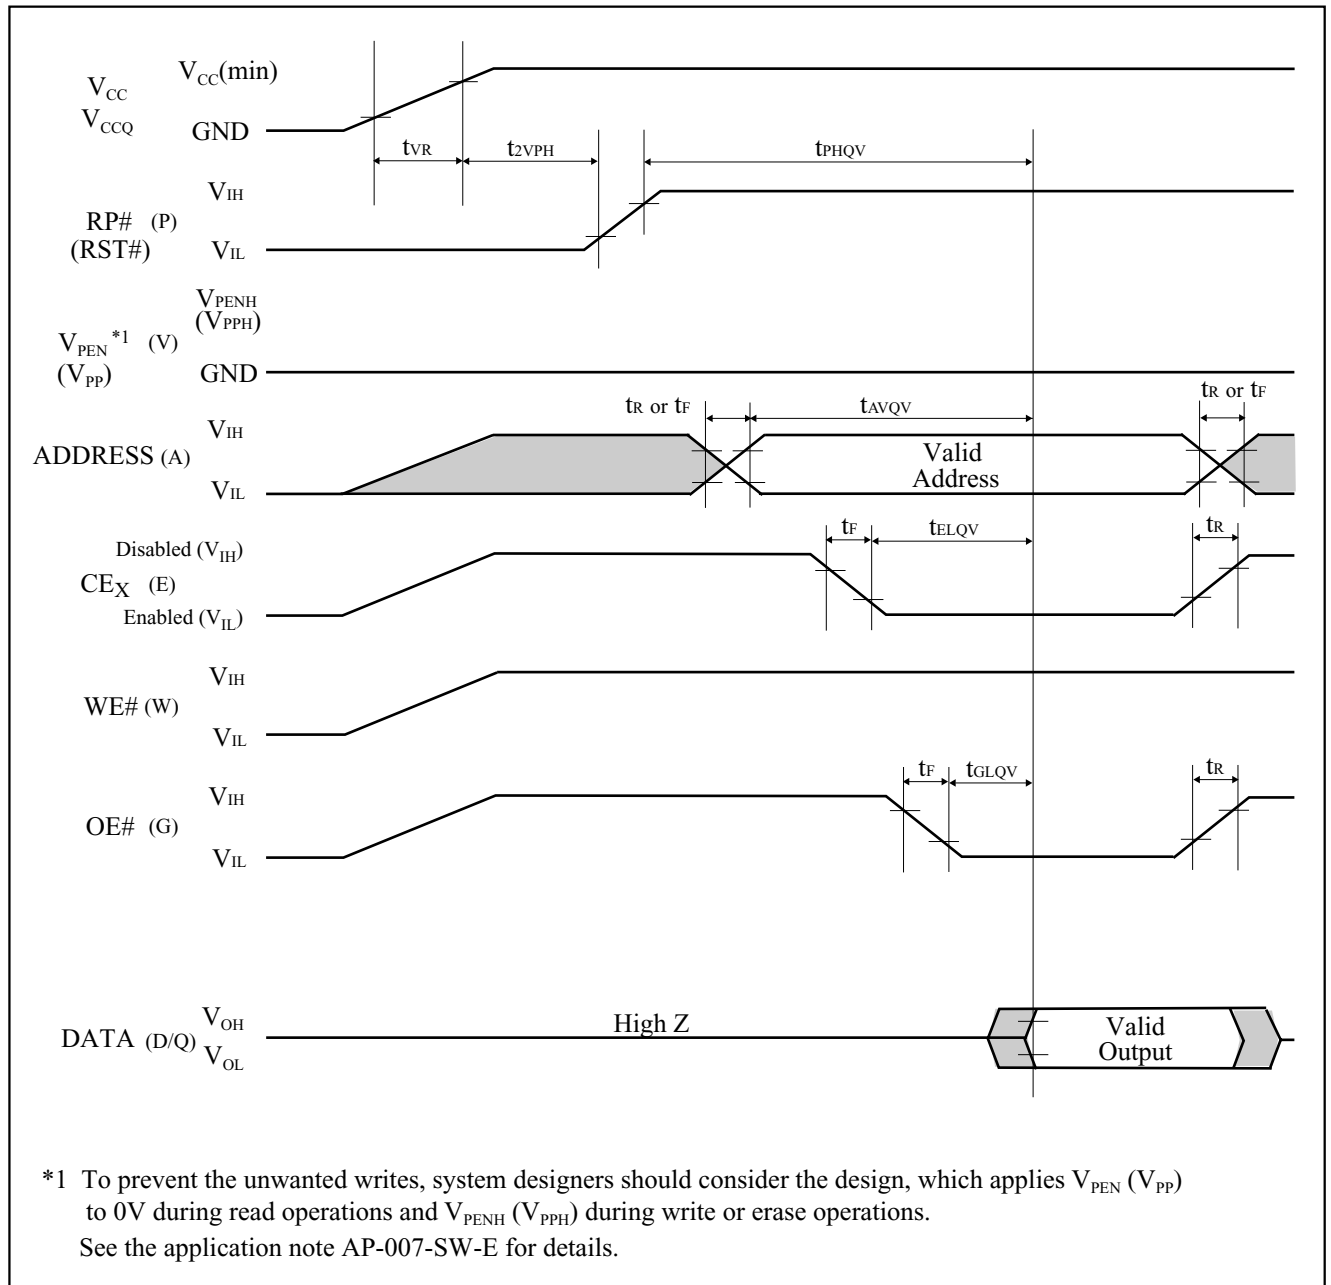 VCC(min)
VCC
VCCQ
GND
tVR
t2VPH
tPHQV
VIH
RP# (P)
(RST#)
VIL
VPENH
(VPPH)
VPEN *1 (V)
(VPP)
GND
tR or tF
tAVQV
tR or tF
VIH
ADDRESS (A)
Valid
Address
VIL
tF
tELQV
tR
Disabled (VIH)
CEX (E)
Enabled (VIL)
VIH
WE# (W)
VIL
tF
tGLQV
tR
VIH
OE# (G)
VIL
VOH
High Z
Valid
Output
DATA (D/Q)
VOL
*1 To prevent the unwanted writes, system designers should consider the design, which applies VPEN (VPP)
to 0V during read operations and VPENH (VPPH) during write or erase operations.
See the application note AP-007-SW-E for details.